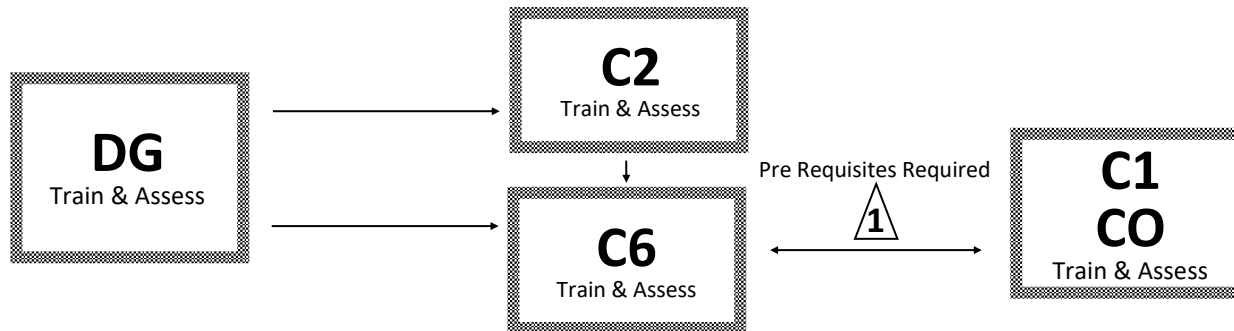 DG
Train & Assess
C2
Train & Assess
C6
Train & Assess
Pre Requisites Required
1
C1
CO
Train & Assess